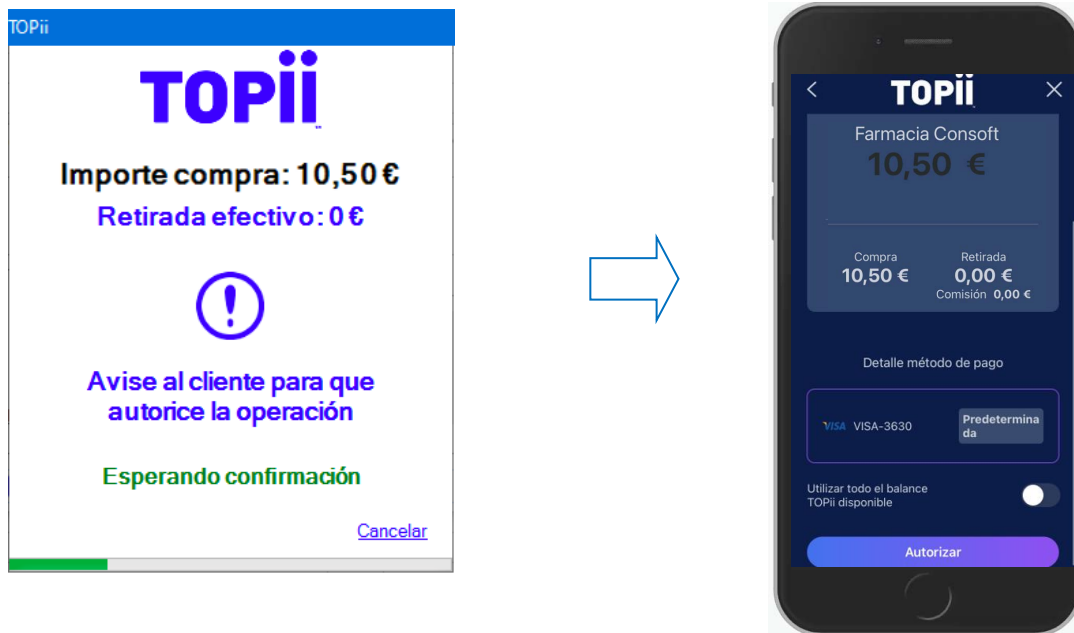 TOPii
TOPii
Importe compra: 10,50 €
Retirada efectivo: 0 €
!
Avise al cliente para que
autorice la operación
Esperando confirmación
Cancelar
TOPii
Farmacia Consoft
10,50 €
Compra
10,50 €
Retirada
0,00 €
Comisión 0,00 €
Detalle método de pago
VISA VISA-3630
Predetermina
da
Utilizar todo el balance
TOPii disponible
Autorizar